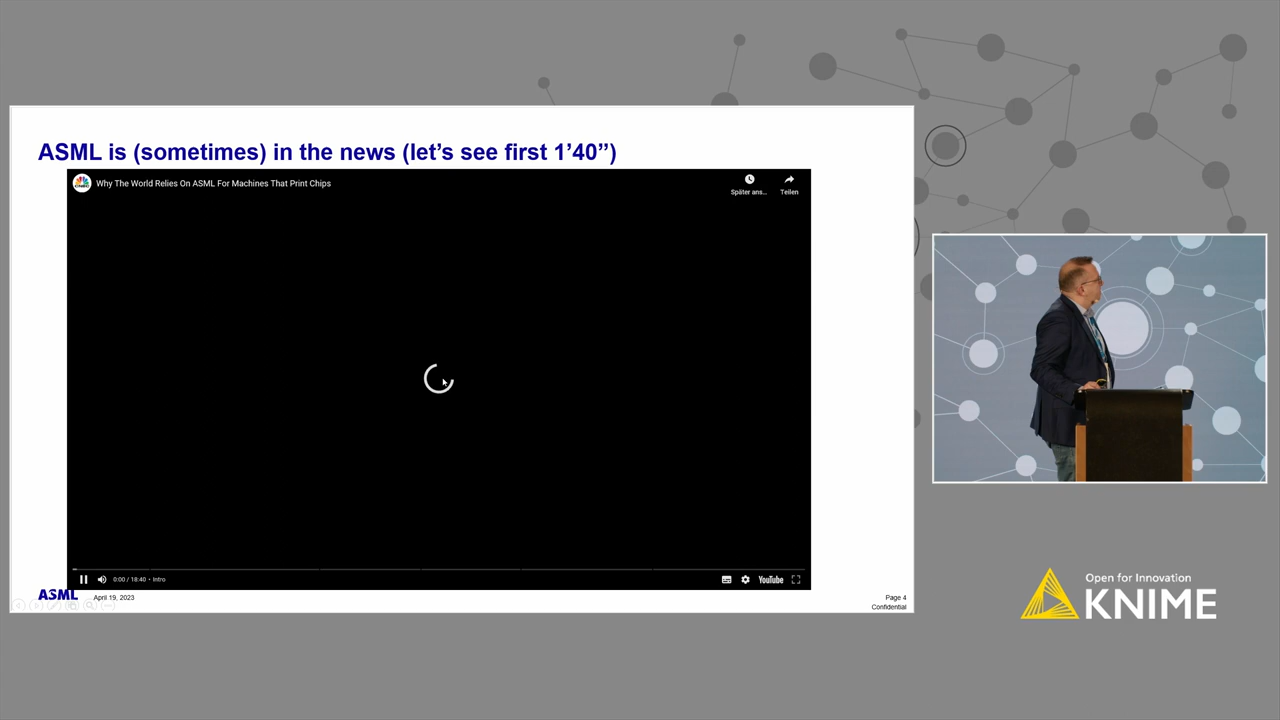 ASML is (sometimes) in the news (let's see first 1'40”)
Why The World Relies On ASML For Machines That Print Chips
Später ans...
Teilen
0:00 / 18:40 • Intro
YouTube
ASML
April 19, 2023
Page 4
Confidential
Open for Innovation
KNIME